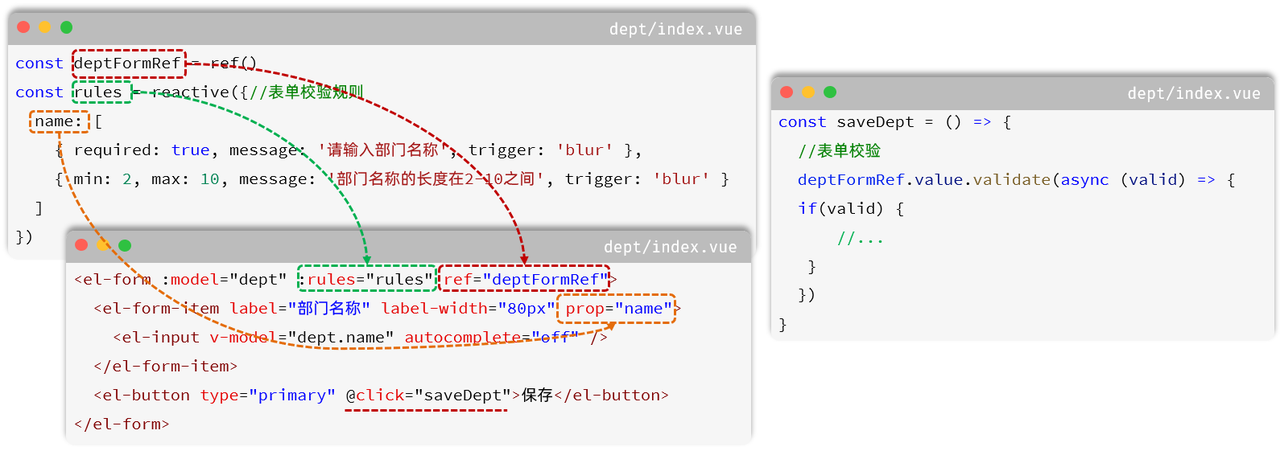 dept/index.vue
const deptFormRef = ref()
const rules = reactive({//表单校验规则
name: [
{ required: true, message: '请输入部门名称', trigger: 'blur' },
{ min: 2, max: 10, message: '部门名称的长度在2-10之间', trigger: 'blur' }
]
})
dept/index.vue
<el-form :model="dept" :rules="rules" ref="deptFormRef">
<el-form-item label="部门名称" label-width="80px" prop="name">
<el-input v-model="dept.name" autocomplete="off" />
</el-form-item>
<el-button type="primary" @click="saveDept">保存</el-button>
</el-form>
dept/index.vue
const saveDept = () => {
//表单校验
deptFormRef.value.validate(async (valid) => {
if(valid) {
//...
}
})
}